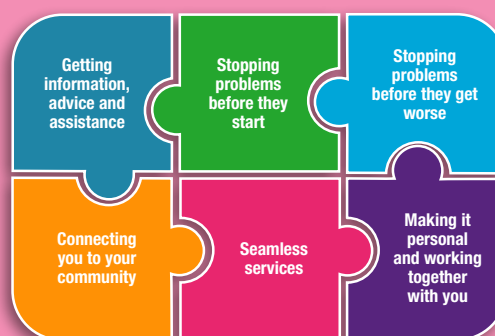 Getting
information,
advice and
assistance
Stopping
problems
before they
start
Stopping
problems
before they get
worse
Connecting
you to your
community
Seamless
services
Making it
personal
and working
together
with you